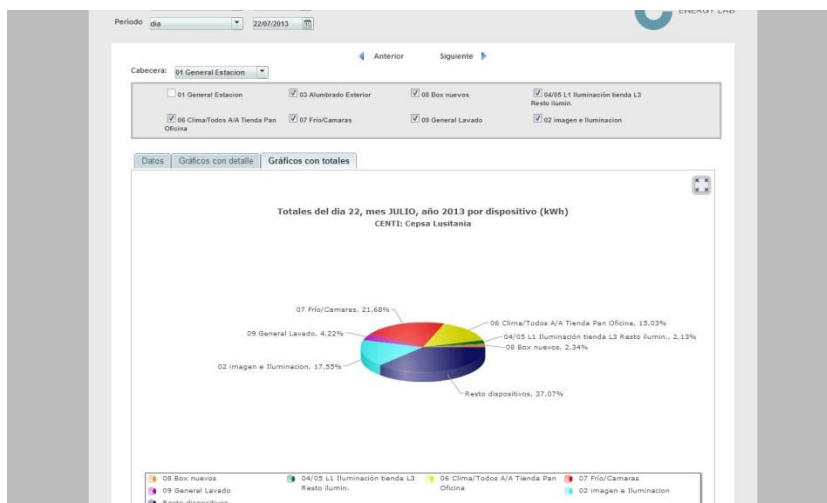 ENERGY LAB
Periodo dia 22/07/2013
Anterior Siguiente
Cabecera: 01 General Estacion
01 General Estacion 03 Alumbrado Exterior 08 Box nuevos 04/05 L1 Iluminación tienda L3
Resto ilumin.
06 Clima/Todos A/A Tienda Pan 07 Frio/Camaras 09 General Lavado 02 imagen e Iluminacion
Oficina
Datos Gráficos con detalle Gráficos con totales
Totales del dia 22, mes JULIO, año 2013 por dispositivo (kWh)
CENTI: Cepsa Lusitania
07 Frío/Camaras, 21,68%
06 Clima/Todos A/A Tienda Pan Oficina, 15,03%
09 General Lavado, 4,22%
04/05 L1 Iluminación tienda L3 Resto ilumin., 2,13%
08 Box nuevos, 2,34%
02 imagen e Iluminacion, 17,55%
Resto dispositivos, 37,07%
08 Box nuevos 04/05 L1 Iluminación tienda L3 06 Clima/Todos A/A Tienda Pan 07 Frío/Camaras
09 General Lavado Resto ilumin. Oficina 02 imagen e Iluminacion
Resto dispositivos